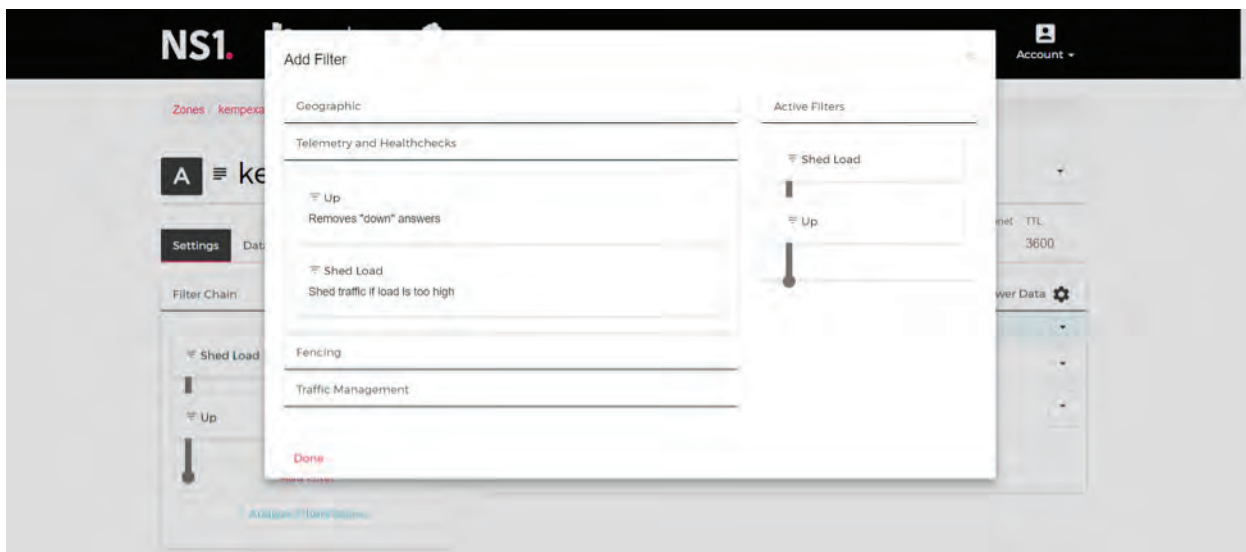 NS1.
Account
Add Filter
Zones
kempexa
Geographic
Active Filters
Telemetry and Healthchecks
A
ke
Shed Load
Up
Removes "down" answers
Up
TTL
Settings
3600
Shed Load
Shed traffic if load is too high
Filter Chain
wer Data
Shed Load
Fencing
Traffic Management
Up
Done